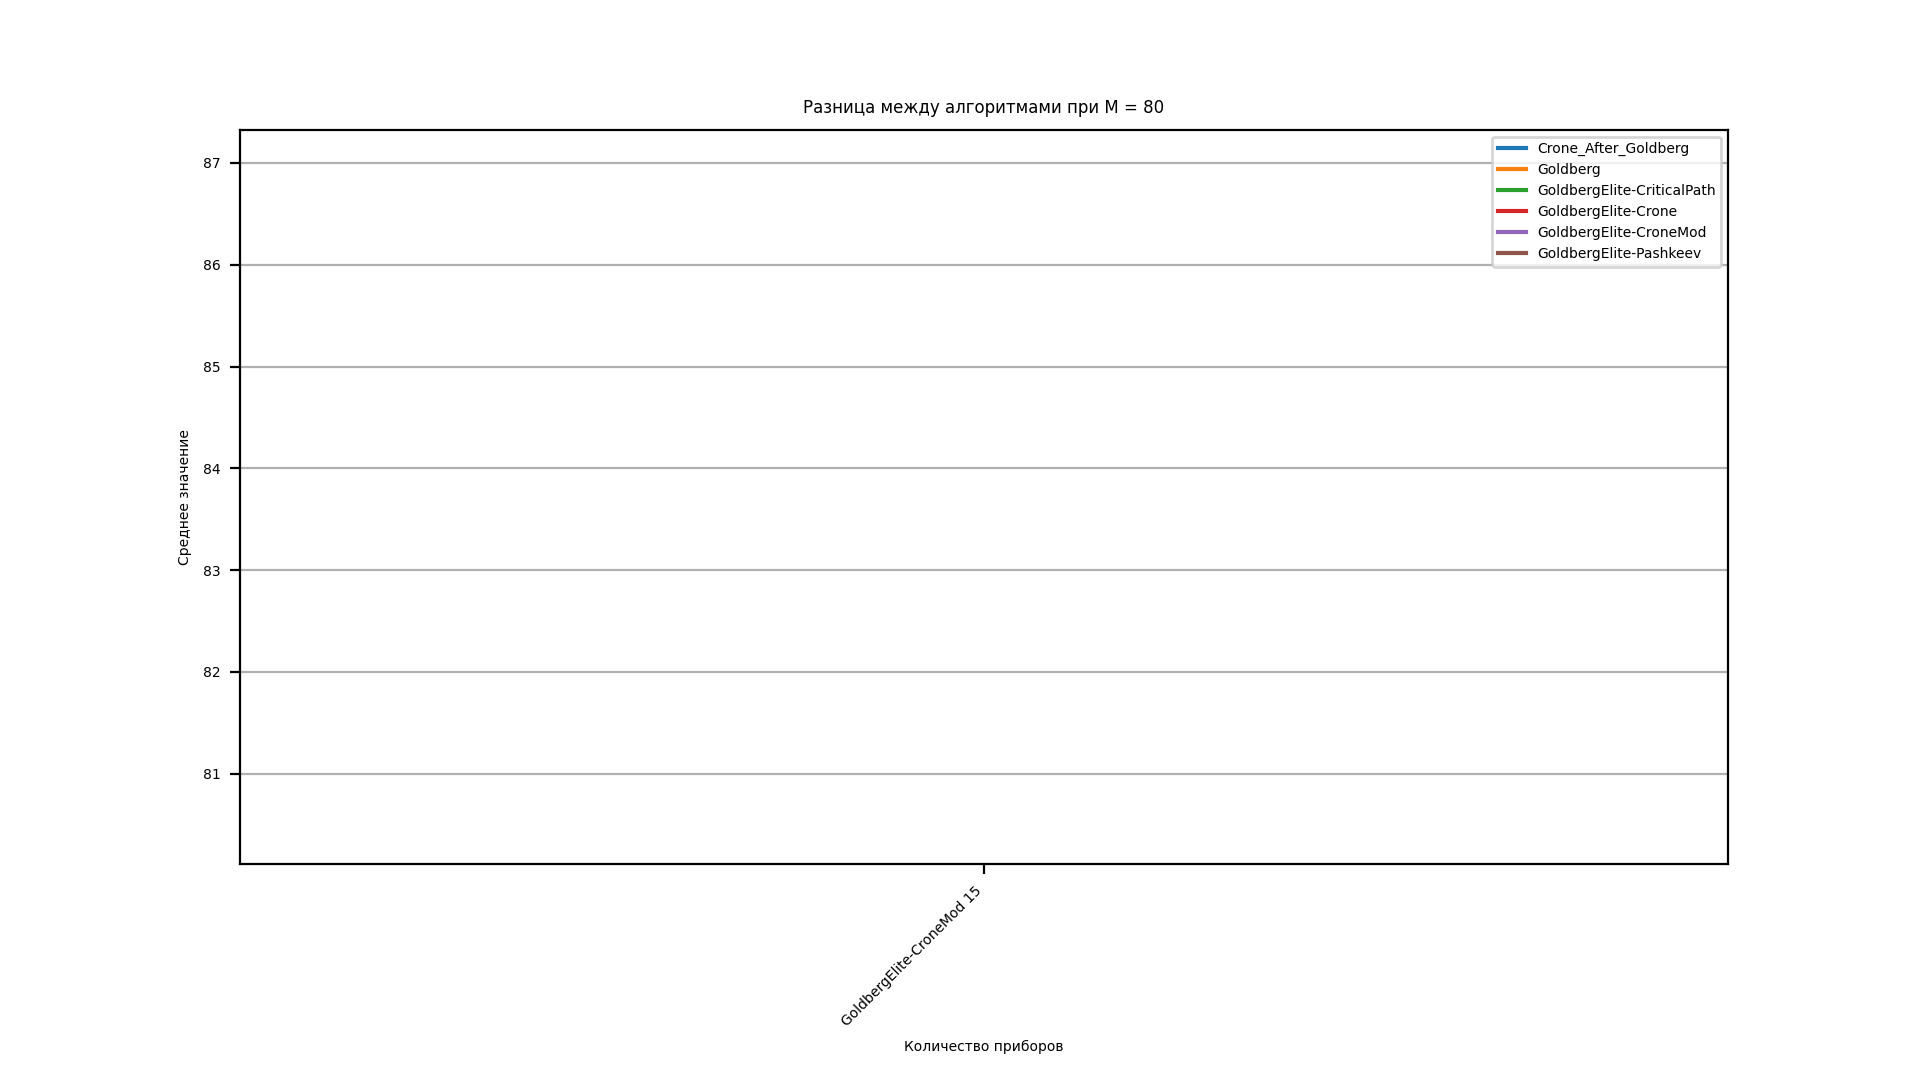 Разница между алгоритмами при M = 80
87
86
85
84
83
82
81
Среднее значение
Crone_After_Goldberg
Goldberg
GoldbergElite-CriticalPath
GoldbergElite-Crone
GoldbergElite-CroneMod
GoldbergElite-Pashkeev
GoldbergElite-CroneMod 15
Количество приборов